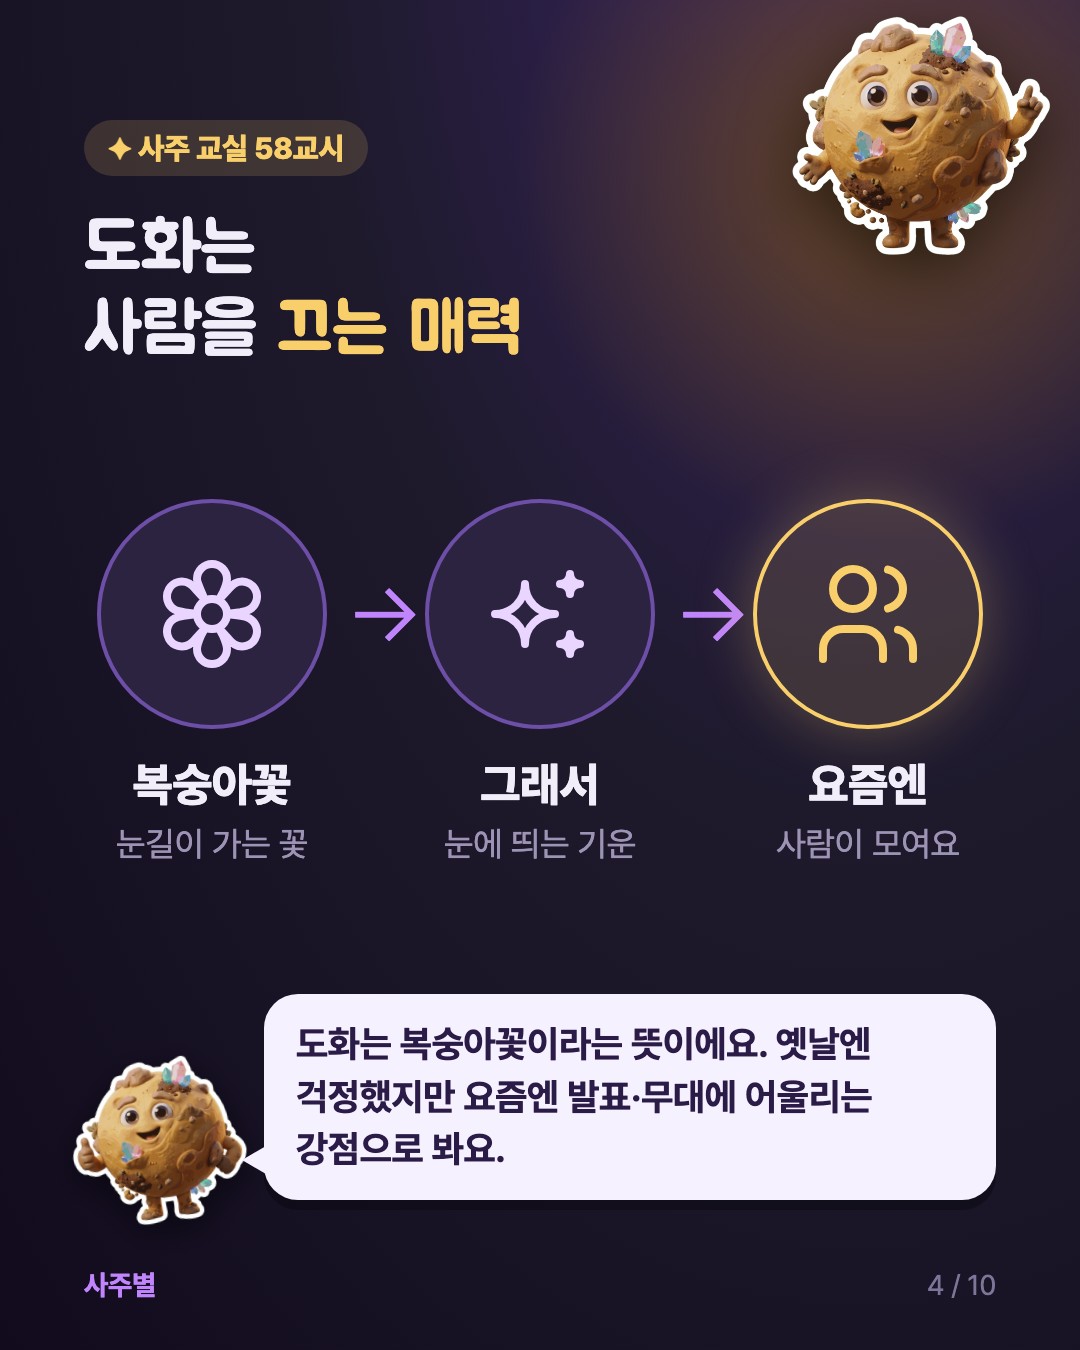 사주 교실 58교시
도화는
사람을 끄는 매력
복숭아꽃
눈길이 가는 꽃
그래서
눈에 띄는 기운
요즘엔
사람이 모여요
도화는 복숭아꽃이라는 뜻이에요. 옛날엔
걱정했지만 요즘엔 발표·무대에 어울리는
강점으로 봐요.
사주별
4 / 10